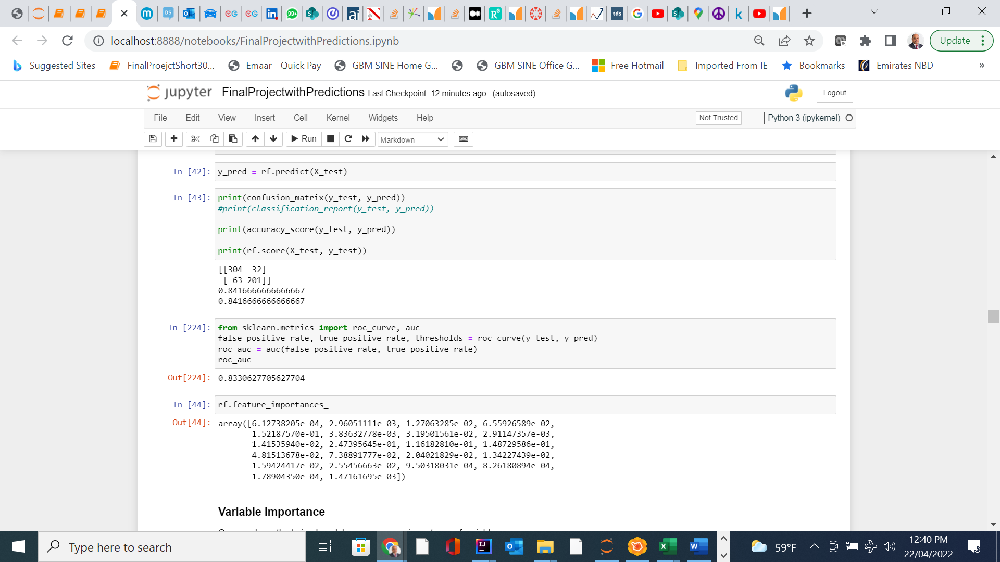 localhost:8888/notebooks/FinalProjectwithPredictions.ipynb
Update
Suggested Sites
FinalProejctShort30...
Emaar - Quick Pay
GBM SINE Home G...
GBM SINE Office G...
Free Hotmail
Imported From IE
Bookmarks
Emirates NBD
»
jupyter FinalProjectwithPredictions Last Checkpoint: 12 minutes ago (autosaved)
Logout
File Edit View Insert Cell Kernel Widgets Help
Not Trusted
Python 3 (ipykernel)
Run
Markdown
In [42]: y_pred = rf.predict(X_test)
In [43]: print(confusion_matrix(y_test, y_pred))
#print(classification_report(y_test, y_pred))
print(accuracy_score(y_test, y_pred))
print(rf.score(X_test, y_test))
[[304  32]
 [ 63 201]]
0.8416666666666667
0.8416666666666667
In [224]: from sklearn.metrics import roc_curve, auc
false_positive_rate, true_positive_rate, thresholds = roc_curve(y_test, y_pred)
roc_auc = auc(false_positive_rate, true_positive_rate)
roc_auc
Out[224]: 0.8330627705627704
In [44]: rf.feature_importances_
Out[44]: array([6.12738205e-04, 2.96051111e-03, 1.27063285e-02, 6.55926589e-02,
1.52187570e-01, 3.83632778e-03, 3.19501561e-02, 2.91147357e-03,
1.41535940e-02, 2.47395645e-01, 1.16182810e-01, 1.48729586e-01,
4.81513678e-02, 7.38891777e-02, 2.04021829e-02, 1.34227439e-02,
1.59424417e-02, 2.55456663e-02, 9.50318031e-04, 8.26180894e-04,
1.78904350e-04, 1.47161695e-03])
Variable Importance
Type here to search
59°F
12:40 PM
22/04/2022